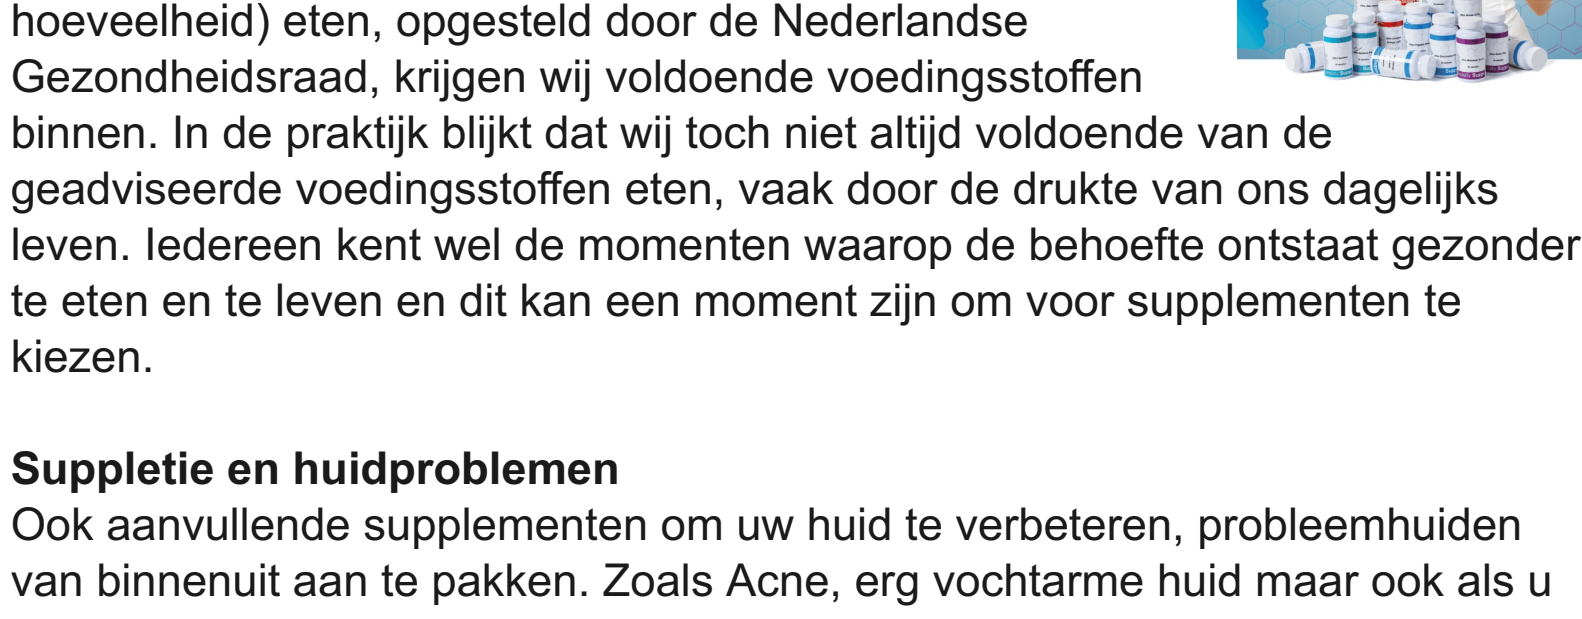 hoeveelheid) eten, opgesteld door de Nederlandse
Gezondheidsraad, krijgen wij voldoende voedingsstoffen
binnen. In de praktijk blijkt dat wij toch niet altijd voldoende van de
geadviseerde voedingsstoffen eten, vaak door de drukte van ons dagelijks
leven. Iedereen kent wel de momenten waarop de behoefte ontstaat gezonder
te eten en te leven en dit kan een moment zijn om voor supplementen te
kiezen.
Suppletie en huidproblemen
Ook aanvullende supplementen om uw huid te verbeteren, probleemhuiden
van binnenuit aan te pakken. Zoals Acne, erg vochtarme huid maar ook als u